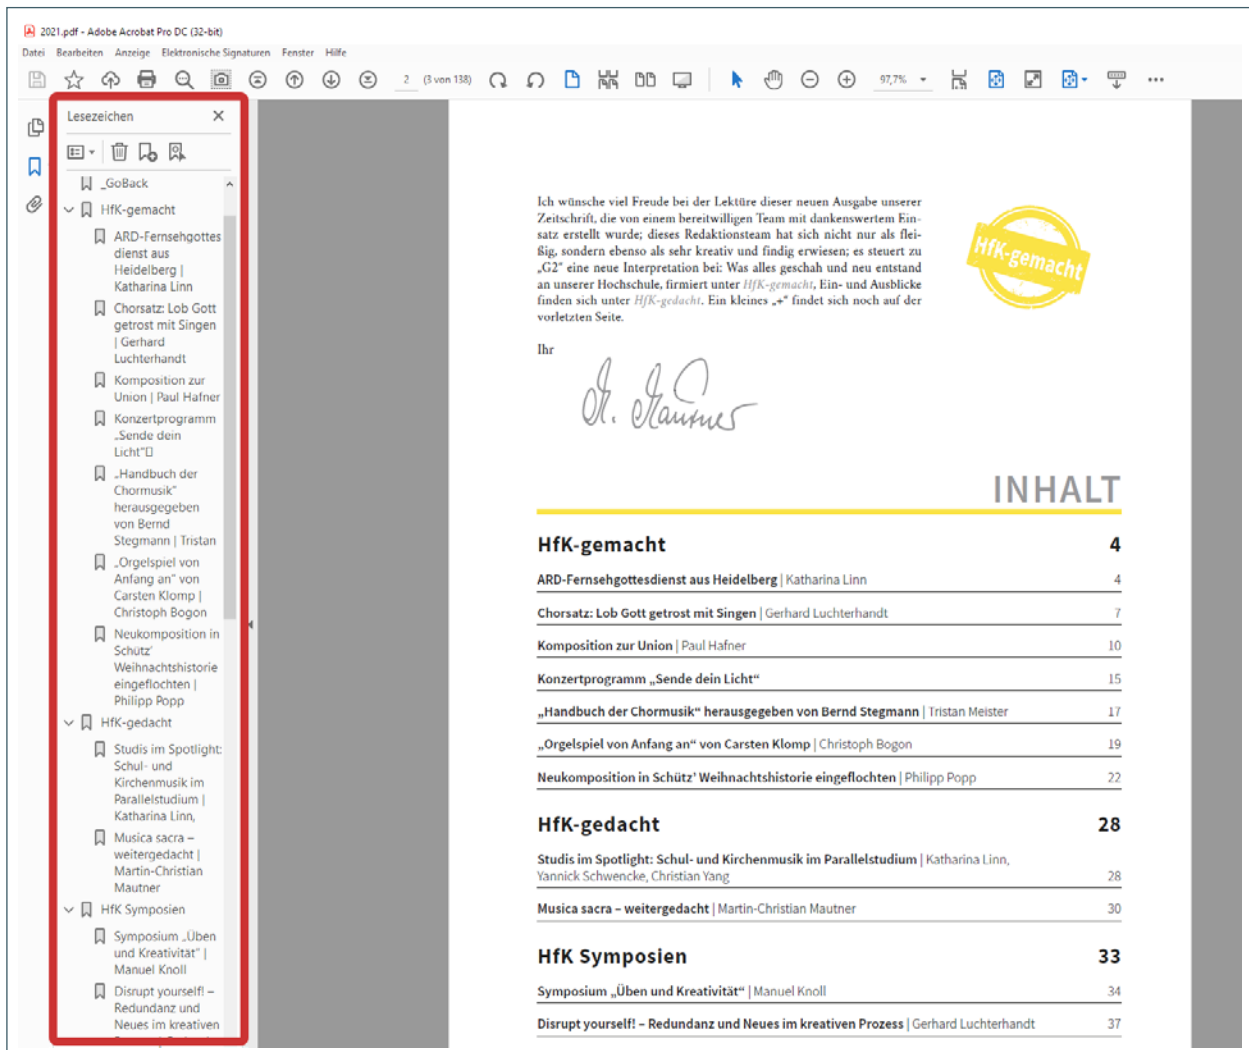 2021.pdf - Adobe Acrobat Pro DC (32-bit)
Datei Bearbeiten Anzeige Elektronische Signaturen Fenster Hilfe
2 (3 von 138) 97,7%
Lesezeichen
_GoBack
HfK-gemacht
ARD-Fernsehgottes
dienst aus
Heidelberg |
Katharina Linn
Chorsatz: Lob Gott
getrost mit Singen
| Gerhard
Luchterhandt
Komposition zur
Union | Paul Hafner
Konzertprogramm
„Sende dein
Licht“
„Handbuch der
Chormusik“
herausgegeben
von Bernd
Stegmann | Tristan
„Orgelspiel von
Anfang an“ von
Carsten Klomp |
Christoph Bogon
Neukomposition in
Schütz’
Weihnachtshistorie
eingeflochten |
Philipp Popp
HfK-gedacht
Studis im Spotlight:
Schul- und
Kirchenmusik im
Parallelstudium |
Katharina Linn,
Musica sacra –
weitergedacht |
Martin-Christian
Mautner
HfK Symposien
Symposium „Üben
und Kreativität“ |
Manuel Knoll
Disrupt yourself! –
Redundanz und
Neues im kreativen
Ich wünsche viel Freude bei der Lektüre dieser neuen Ausgabe unserer
Zeitschrift, die von einem bereitwilligen Team mit dankenswertem Ein-
satz erstellt wurde; dieses Redaktionsteam hat sich nicht nur als flei-
ßig, sondern ebenso als sehr kreativ und findig erwiesen; es steuert zu
„G2“ eine neue Interpretation bei: Was alles geschah und neu entstand
an unserer Hochschule, firmiert unter HfK-gemacht, Ein- und Ausblicke
finden sich unter HfK-gedacht. Ein kleines „+“ findet sich noch auf der
vorletzten Seite.
Ihr
M. Mautner
HfK-gemacht
INHALT
HfK-gemacht 4
ARD-Fernsehgottesdienst aus Heidelberg | Katharina Linn 4
Chorsatz: Lob Gott getrost mit Singen | Gerhard Luchterhandt 7
Komposition zur Union | Paul Hafner 10
Konzertprogramm „Sende dein Licht“ 15
„Handbuch der Chormusik“ herausgegeben von Bernd Stegmann | Tristan Meister 17
„Orgelspiel von Anfang an“ von Carsten Klomp | Christoph Bogon 19
Neukomposition in Schütz’ Weihnachtshistorie eingeflochten | Philipp Popp 22
HfK-gedacht 28
Studis im Spotlight: Schul- und Kirchenmusik im Parallelstudium | Katharina Linn,
Yannick Schwencke, Christian Yang 28
Musica sacra – weitergedacht | Martin-Christian Mautner 30
HfK Symposien 33
Symposium „Üben und Kreativität“ | Manuel Knoll 34
Disrupt yourself! – Redundanz und Neues im kreativen Prozess | Gerhard Luchterhandt 37